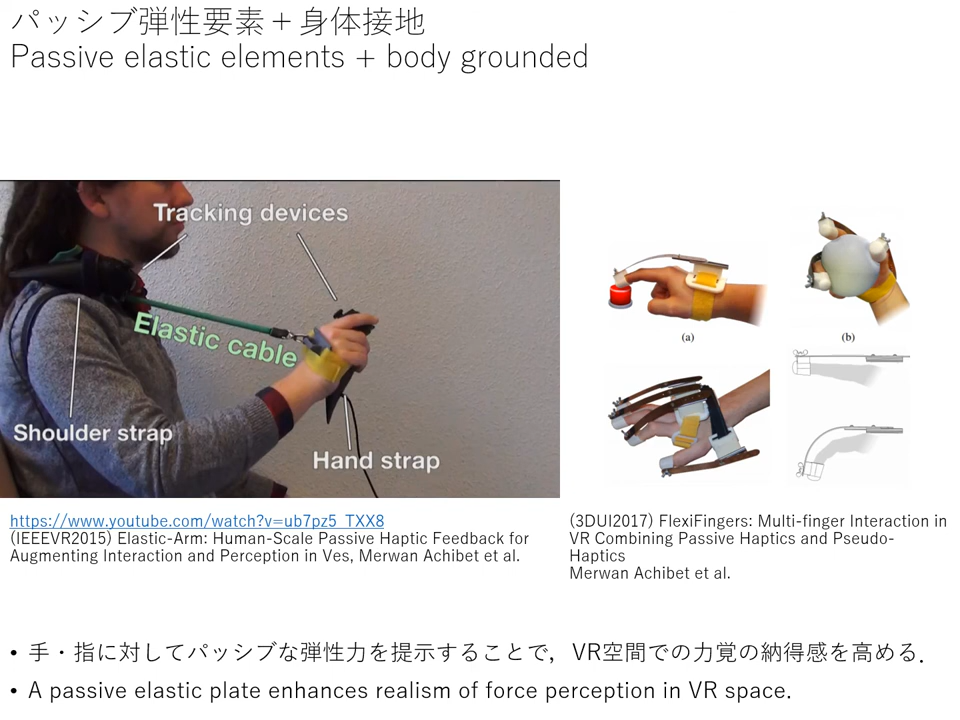 パッシブ弾性要素＋身体接地
Passive elastic elements + body grounded
Tracking devices
Elastic cable
Shoulder strap
Hand strap
(a)
(b)
https://www.youtube.com/watch?v=ub7pz5_TXX8
(IEEEVR2015) Elastic-Arm: Human-Scale Passive Haptic Feedback for
Augmenting Interaction and Perception in Ves, Merwan Achibet et al.
(3DUI2017) FlexiFingers: Multi-finger Interaction in
VR Combining Passive Haptics and Pseudo-
Haptics
Merwan Achibet et al.
• 手・指に対してパッシブな弾性力を提示することで，VR空間での力覚の納得感を高める．
• A passive elastic plate enhances realism of force perception in VR space.